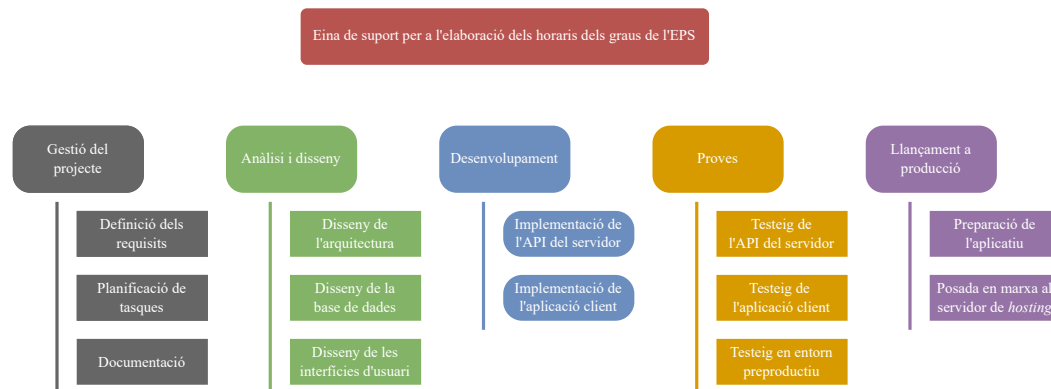 Eina de suport per a l'elaboració dels horaris dels graus de l'EPS
Gestió del
projecte
Anàlisi i disseny
Desenvolupament
Proves
Llançament a
producció
Definició dels
requisits
Disseny de
l'arquitectura
Implementació de
l'API del servidor
Testeig de
l'API del servidor
Preparació de
l'aplicatiu
Planificació de
tasques
Disseny de la
base de dades
Implementació de
l'aplicació client
Testeig de
l'aplicació client
Posada en marxa al
servidor de hosting
Documentació
Disseny de les
interfícies d'usuari
Testeig en entorn
preproductiu